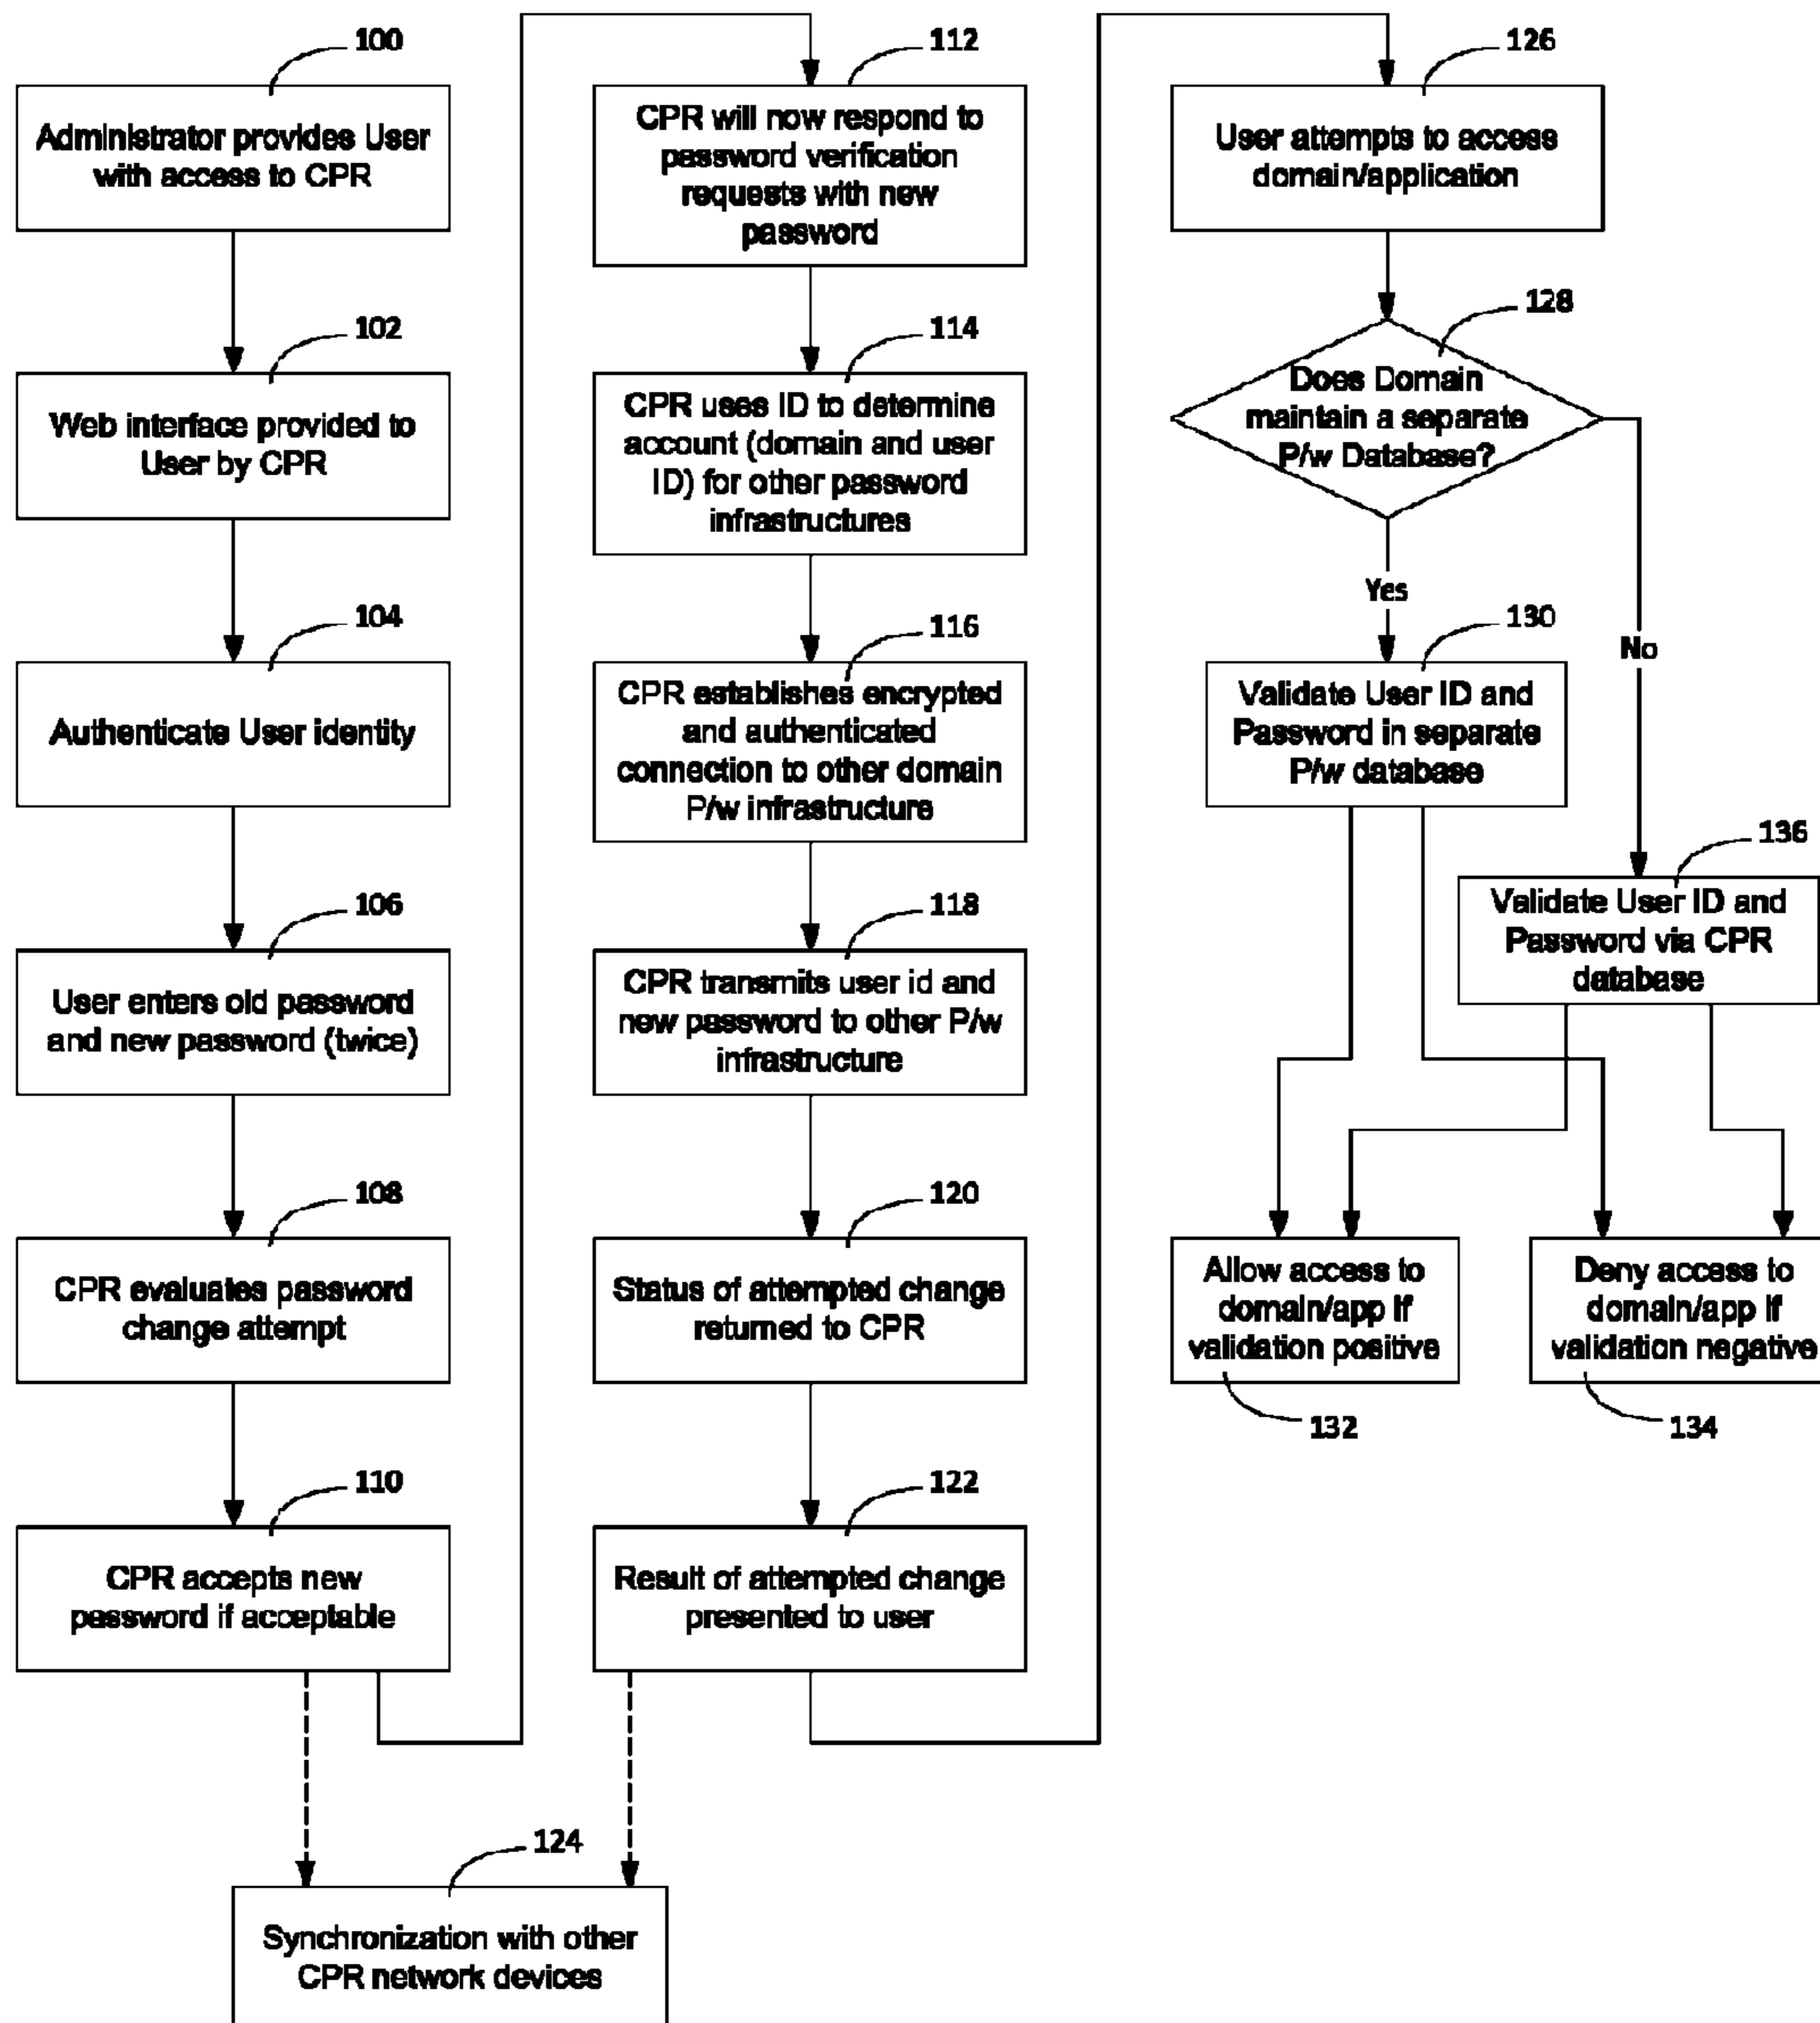 100
Administrator provides User
with access to CPR
102
Web interface provided to
User by CPR
104
Authenticate User identity
106
User enters old password
and new password (twice)
108
CPR evaluates password
change attempt
110
CPR accepts new
password if acceptable
112
CPR will now respond to
password verification
requests with new
password
114
CPR uses ID to determine
account (domain and user
ID) for other password
infrastructures
116
CPR establishes encrypted
and authenticated
connection to other domain
P/w infrastructure
118
CPR transmits user id and
new password to other P/w
infrastructure
120
Status of attempted change
returned to CPR
122
Result of attempted change
presented to user
124
Synchronization with other
CPR network devices
126
User attempts to access
domain/application
128
Does Domain
maintain a separate
P/w Database?
Yes
No
130
Validate User ID and
Password in separate
P/w database
136
Validate User ID and
Password via CPR
database
Allow access to
domain/app if
validation positive
132
Deny access to
domain/app if
validation negative
134